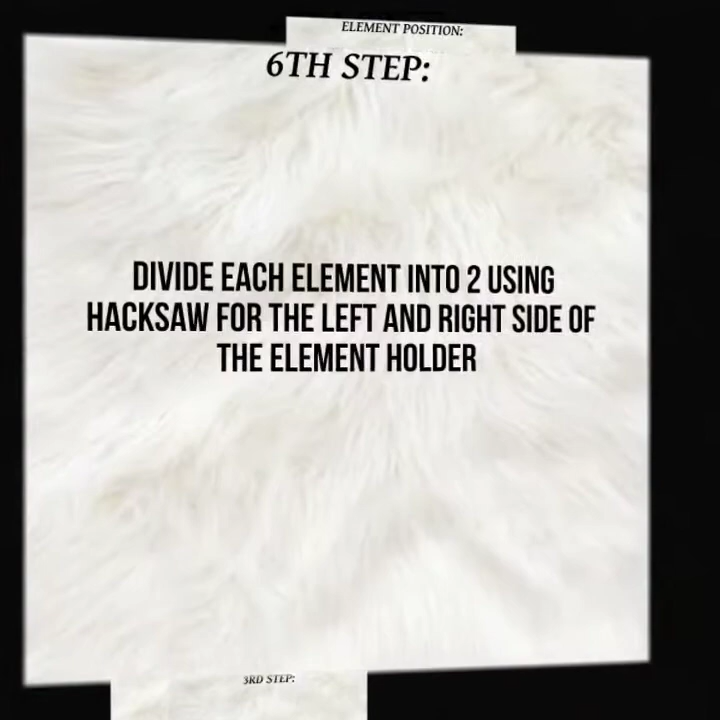 ELEMENT POSITION:
6TH STEP:
DIVIDE EACH ELEMENT INTO 2 USING
HACKSAW FOR THE LEFT AND RIGHT SIDE OF
THE ELEMENT HOLDER
3RD STEP: